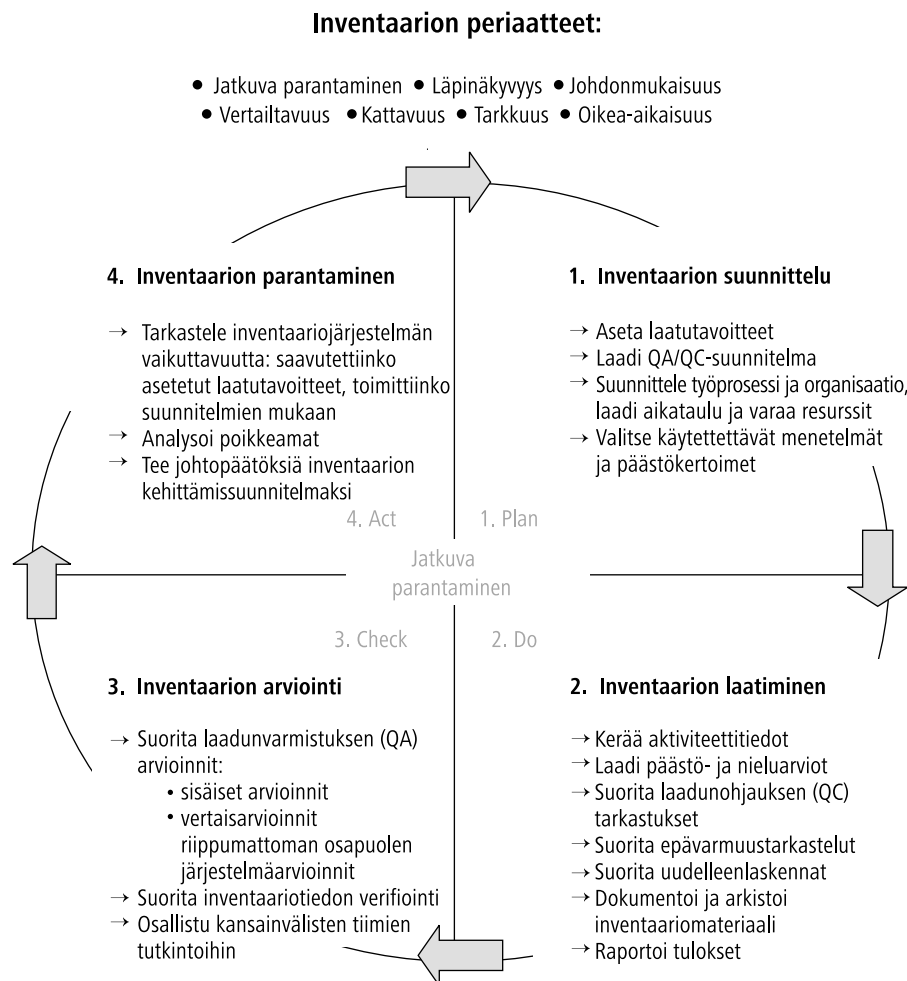 Inventaarion periaatteet:
• Jatkuva parantaminen • Läpinäkyvyys • Johdonmukaisuus
• Vertailtavuus • Kattavuus • Tarkkuus • Oikea-aikaisuus
4. Inventaarion parantaminen
→ Tarkastele inventaariojärjestelmän
vaikuttavuutta: saavutettiinko
asetetut laatutavoitteet, toimittiinko
suunnitelmien mukaan
→ Analysoi poikkeamat
→ Tee johtopäätöksiä inventaarion
kehittämissuunnitelmaksi
4. Act
1. Inventaarion suunnittelu
→ Aseta laatutavoitteet
→ Laadi QA/QC-suunnitelma
→ Suunnittele työprosessi ja organisaatio,
laadi aikataulu ja varaa resurssit
→ Valitse käytettettävät menetelmät
ja päästökertoimet
1. Plan
Jatkuva
parantaminen
3. Check
2. Do
3. Inventaarion arviointi
→ Suorita laadunvarmistuksen (QA)
arvioinnit:
• sisäiset arvioinnit
• vertaisarvioinnit
riippumattoman osapuolen
järjestelmäarvioinnit
→ Suorita inventaariotiedon verifiointi
→ Osallistu kansainvälisten tiimien
tutkintoihin
2. Inventaarion laatiminen
→ Kerää aktiviteettitiedot
→ Laadi päästö- ja nieluarviot
→ Suorita laadunohjauksen (QC)
tarkastukset
→ Suorita epävarmuustarkastelut
→ Suorita uudelleenlaskennat
→ Dokumentoi ja arkistoi
inventaariomateriaali
→ Raportoi tulokset